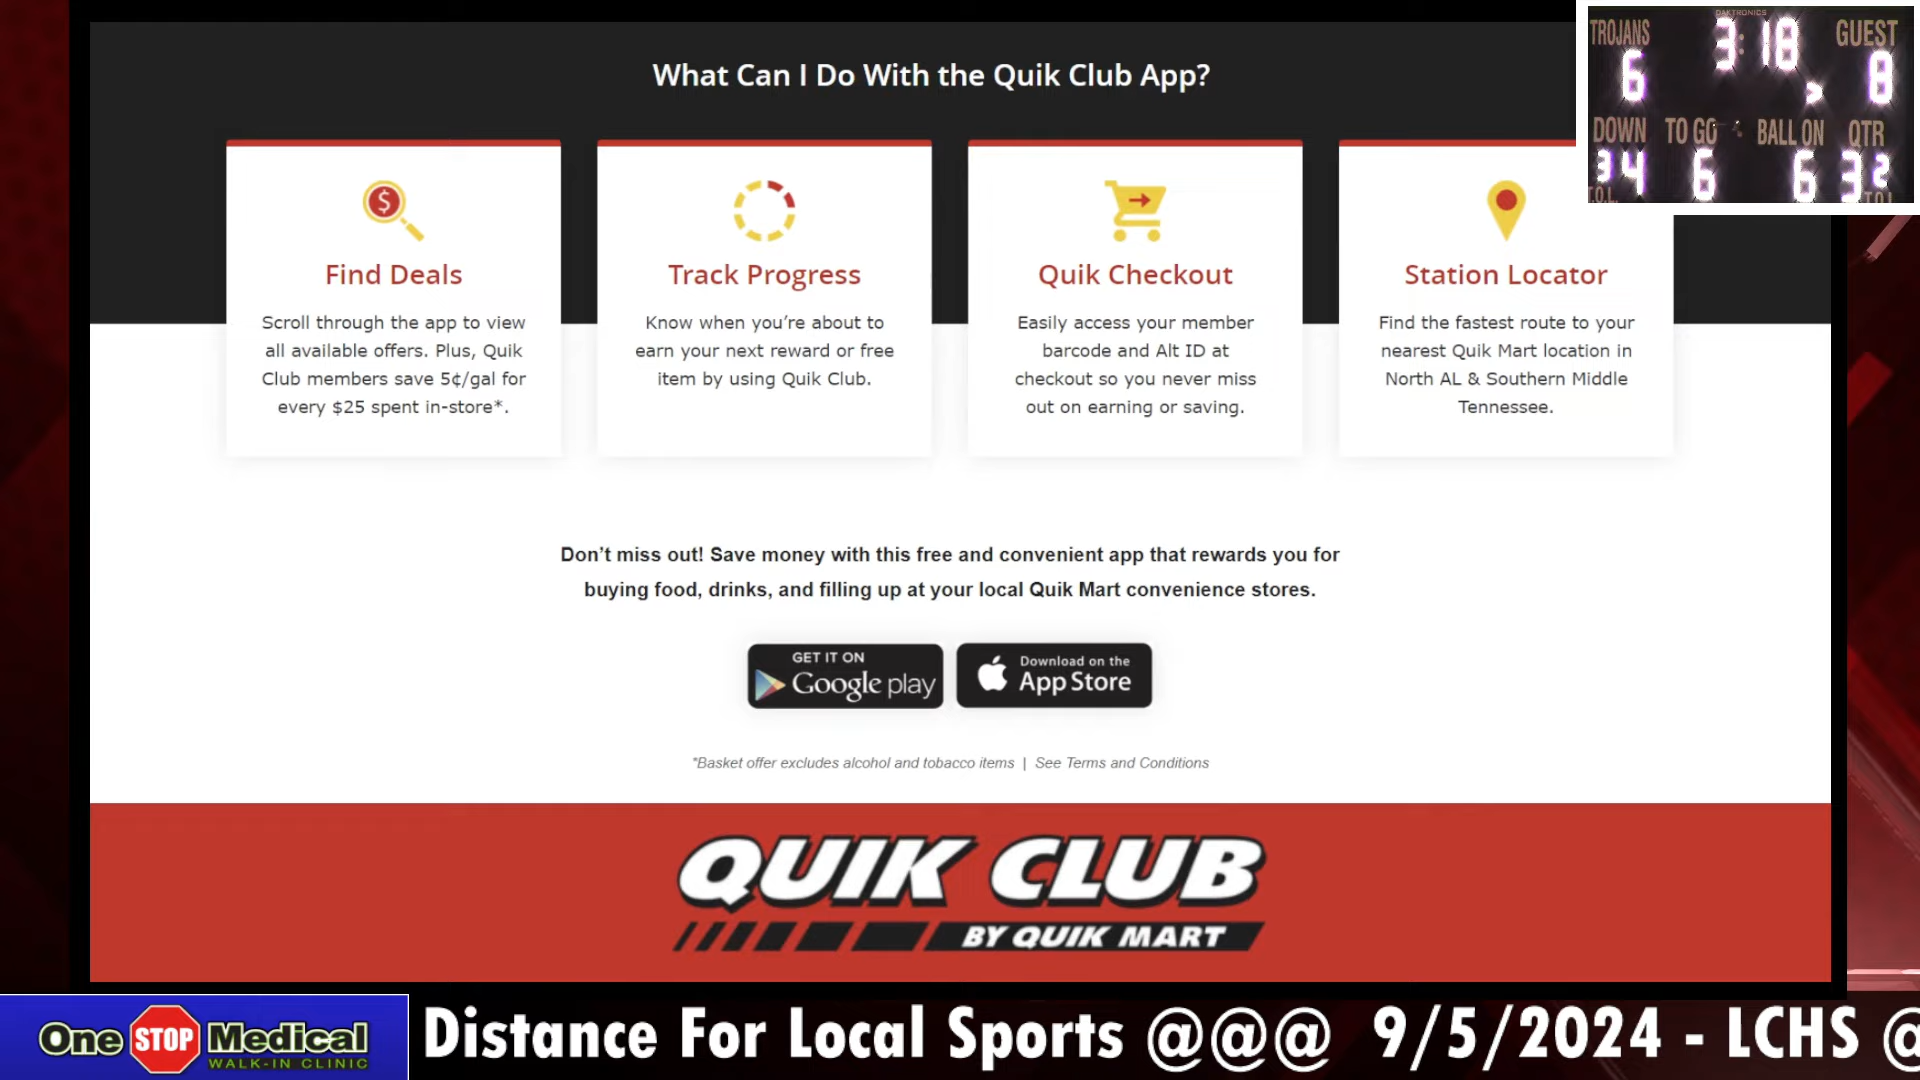 What Can I Do With the Quik Club App?
Find Deals
Scroll through the app to view
all available offers. Plus, Quik
Club members save 5¢/gal for
every $25 spent in-store*.
Track Progress
Know when you’re about to
earn your next reward or free
item by using Quik Club.
Quik Checkout
Easily access your member
barcode and Alt ID at
checkout so you never miss
out on earning or saving.
Station Locator
Find the fastest route to your
nearest Quik Mart location in
North AL & Southern Middle
Tennessee.
DAKTRONICS
TROJANS 3:18 GUEST
6 8
DOWN TO GO BALL ON QTR
3 4 6 6 3 2
T.O.L. T.O.L
Don’t miss out! Save money with this free and convenient app that rewards you for
buying food, drinks, and filling up at your local Quik Mart convenience stores.
GET IT ON
Google play
Download on the
App Store
*Basket offer excludes alcohol and tobacco items | See Terms and Conditions
QUIK CLUB
BY QUIK MART
One STOP Medical
WALK-IN CLINIC
Distance For Local Sports @@@ 9/5/2024 - LCHS @